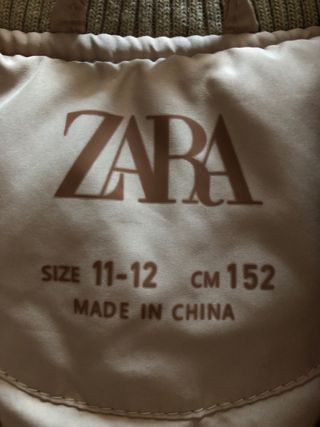 ZARA
SIZE 11-12 CM 152
MADE IN CHINA